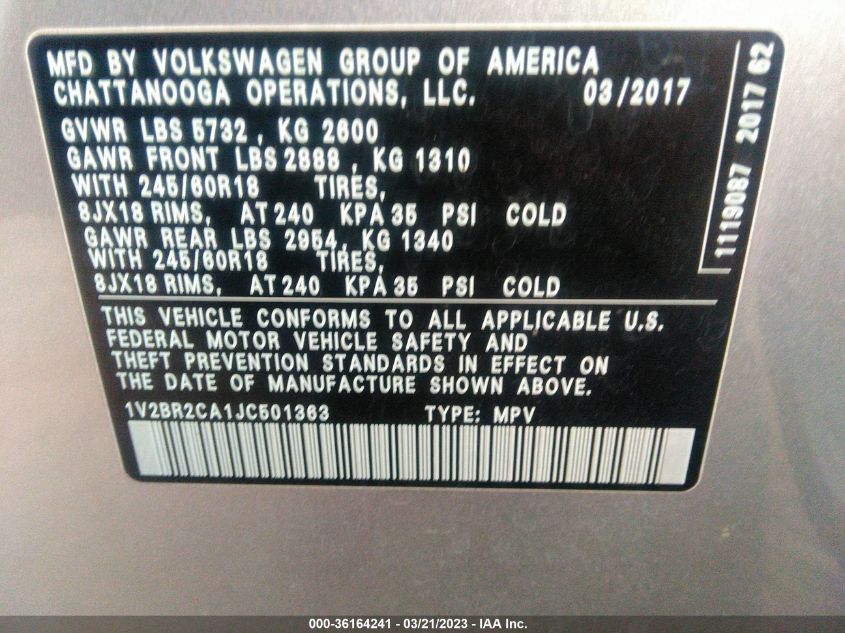 MFD BY VOLKSWAGEN GROUP OF AMERICA
CHATTANOOGA OPERATIONS, LLC. 03/2017
GVWR LBS 5732 , KG 2600
GAWR FRONT LBS 2888 , KG 1310
WITH 245/60R18 TIRES,
8JX18 RIMS, AT 240 KPA 35 PSI COLD
GAWR REAR LBS 2954, KG 1340
WITH 245/60R18 TIRES,
8JX18 RIMS, AT 240 KPA 35 PSI COLD
1119087 2017 62
THIS VEHICLE CONFORMS TO ALL APPLICABLE U.S.
FEDERAL MOTOR VEHICLE SAFETY AND
THEFT PREVENTION STANDARDS IN EFFECT ON
THE DATE OF MANUFACTURE SHOWN ABOVE.
1V2BR2CA1JC501363 TYPE: MPV
000-36164241 - 03/21/2023 - IAA Inc.